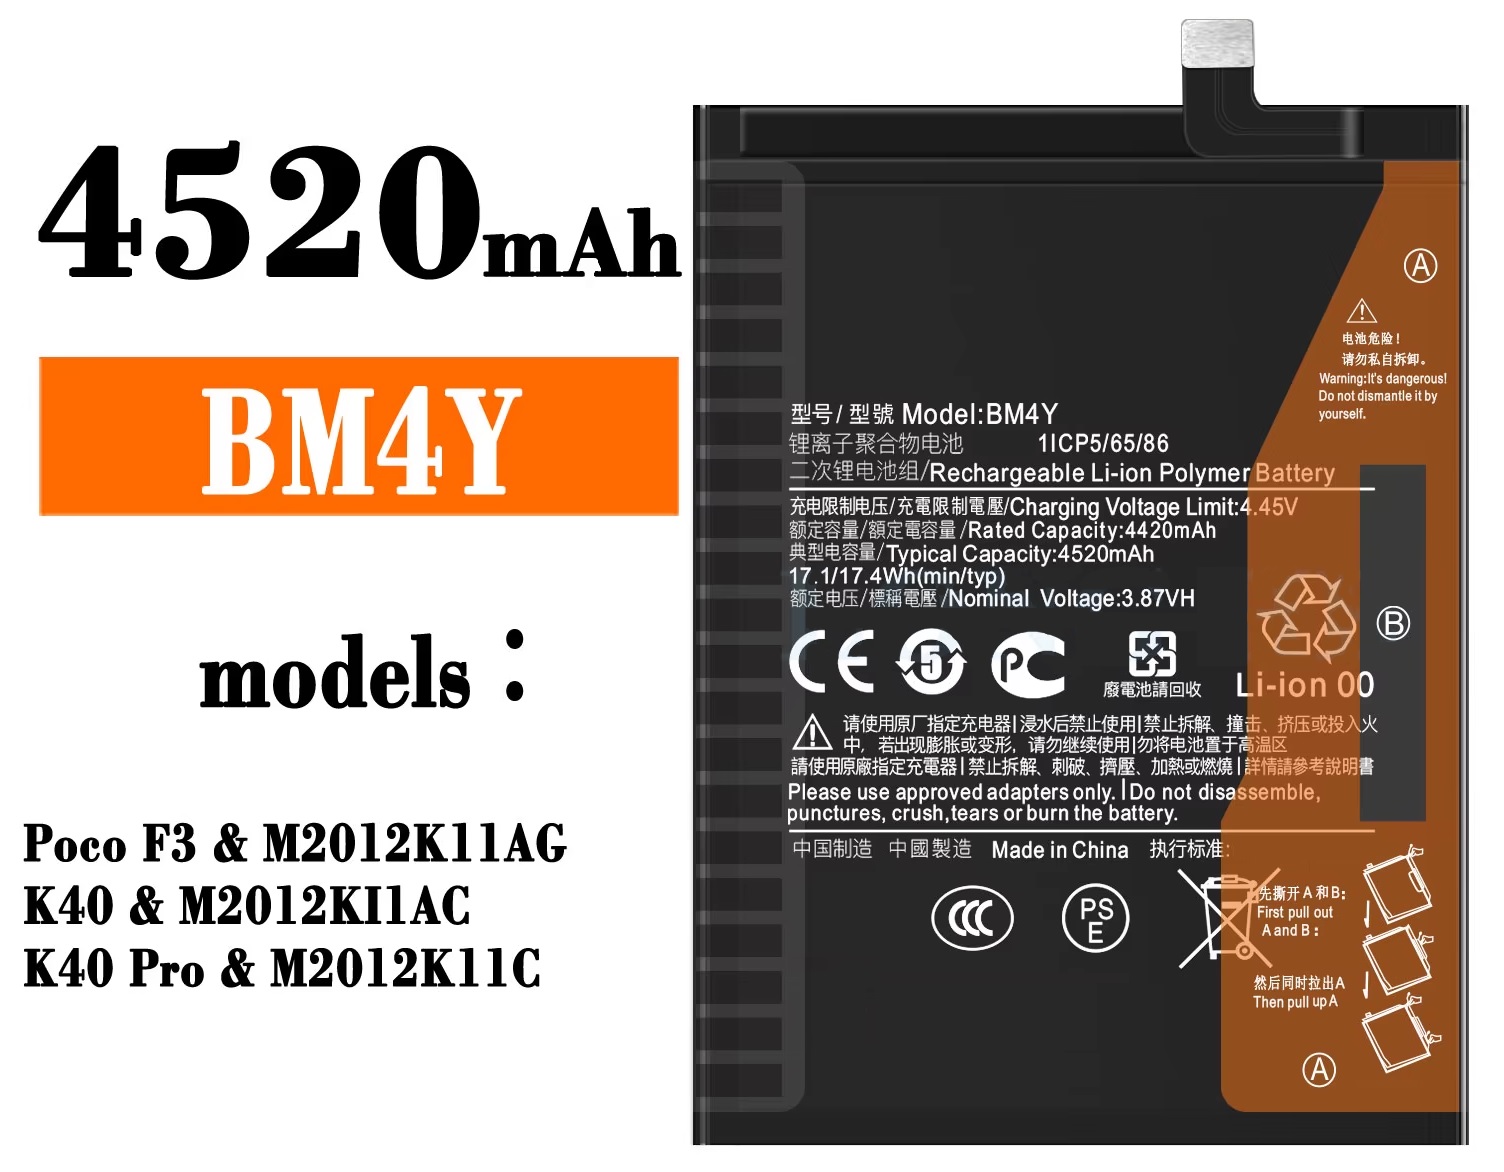 4520mAh
BM4Y
models：
Poco F3 & M2012K11AG
K40 & M2012KI1AC
K40 Pro & M2012K11C
A
电池危险！
请勿私自拆卸。
Warning:It's dangerous!
Do not dismantle it by
yourself.
型号/型號 Model:BM4Y
锂离子聚合物电池 1ICP5/65/86
二次锂电池组/Rechargeable Li-ion Polymer Battery
充电限制电压/充電限制電壓/Charging Voltage Limit:4.45V
额定容量/額定電容量/Rated Capacity:4420mAh
典型电容量/Typical Capacity:4520mAh
17.1/17.4Wh(min/typ)
额定电压/標稱電壓/Nominal Voltage:3.87VH
B
CE 5 PC
廢電池請回收
Li-ion 00
请使用原厂指定充电器|浸水后禁止使用|禁止拆解、撞击、挤压或投入火
中，若出现膨胀或变形，请勿继续使用|勿将电池置于高温区
請使用原廠指定充電器|禁止拆解、刺破、擠壓、加熱或燃燒|詳情請參考說明書
Please use approved adapters only. |Do not disassemble,
punctures, crush,tears or burn the battery.
中国制造 中國製造 Made in China 执行标准:
CCC
PS
E
先撕开A和B:
First pull out
A and B :
然后同时拉出A
Then pull up A
A